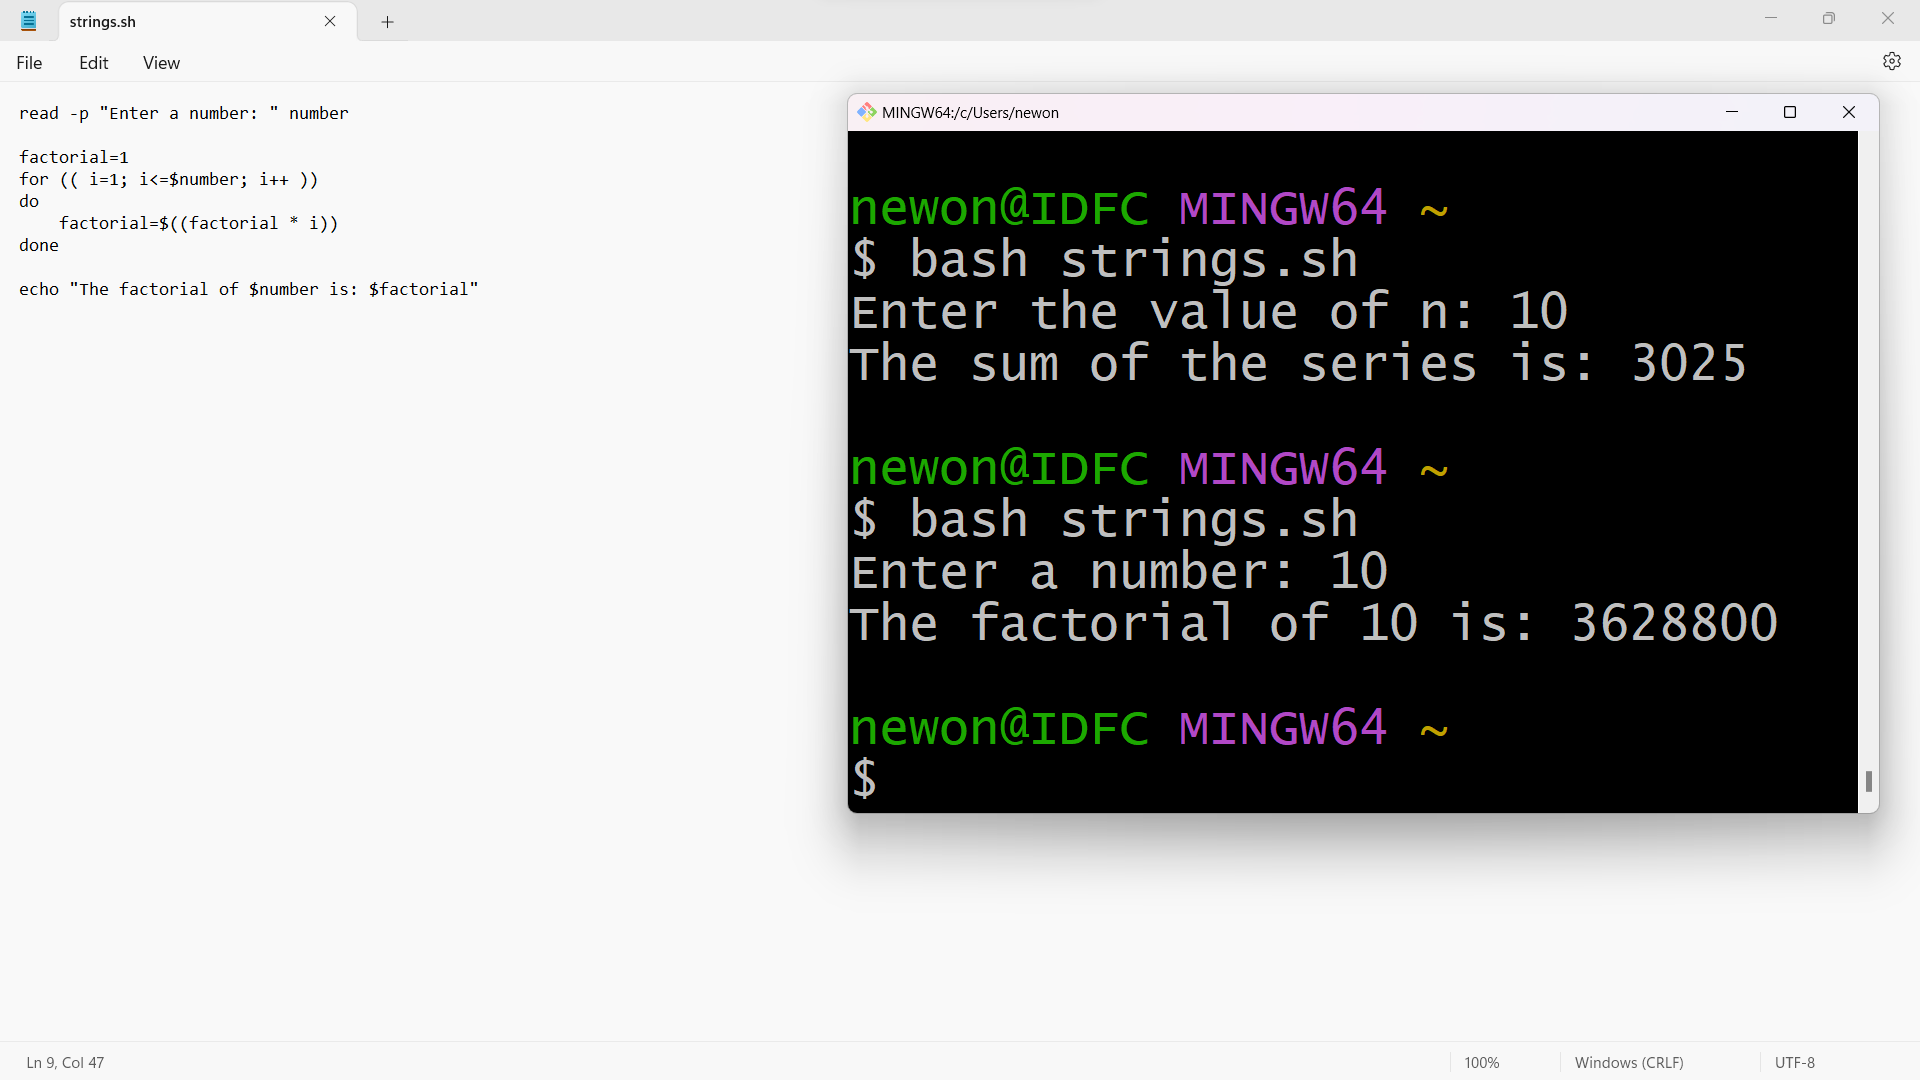 strings.sh
File Edit View
read -p "Enter a number: " number
factorial=1
for (( i=1; i<=$number; i++ ))
do
    factorial=$((factorial * i))
done
echo "The factorial of $number is: $factorial"
MINGW64:/c/Users/newon
newon@IDFC MINGW64 ~
$ bash strings.sh
Enter the value of n: 10
The sum of the series is: 3025
newon@IDFC MINGW64 ~
$ bash strings.sh
Enter a number: 10
The factorial of 10 is: 3628800
newon@IDFC MINGW64 ~
$
Ln 9, Col 47 100% Windows (CRLF) UTF-8